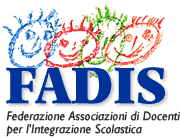 FADIS
Federazione Associazioni di Docenti
per l'Integrazione Scolastica